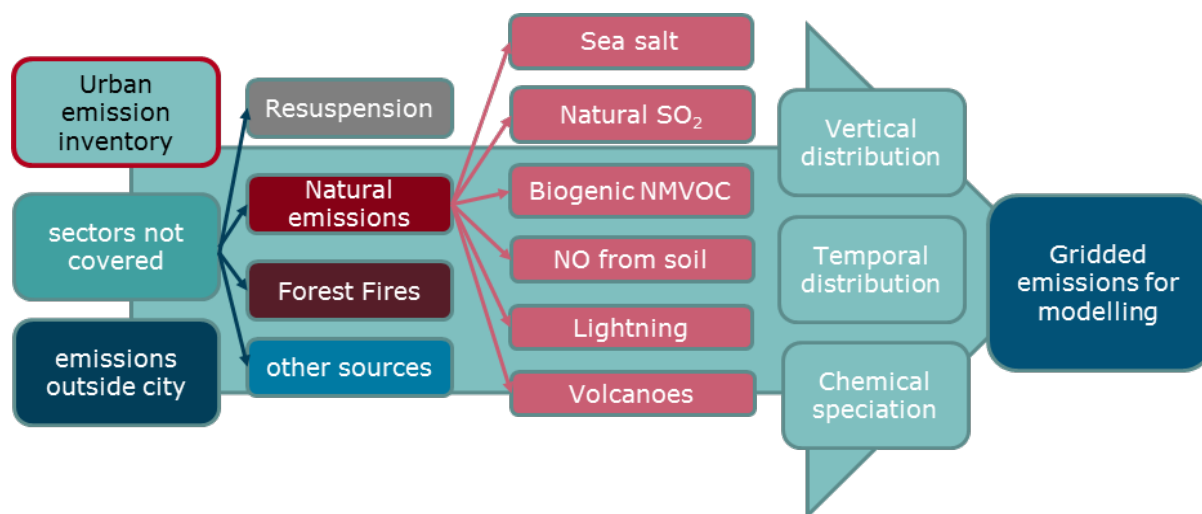 Urban
emission
inventory
sectors not
covered
emissions
outside city
Resuspension
Natural
emissions
Forest Fires
other sources
Sea salt
Natural SO₂
Biogenic NMVOC
NO from soil
Lightning
Volcanoes
Vertical
distribution
Temporal
distribution
Chemical
speciation
Gridded
emissions for
modelling